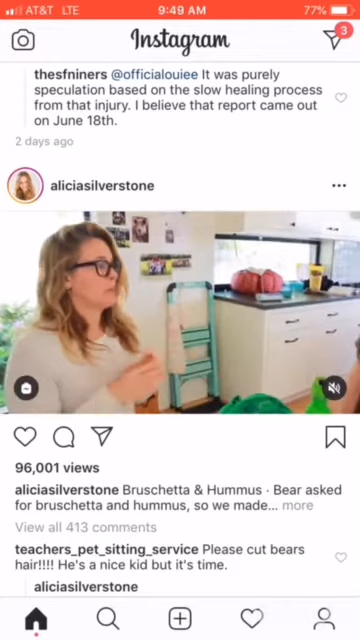 AT&T LTE 9:49 AM 77%
Instagram
3
thesfniners @officialouiee It was purely
speculation based on the slow healing process
from that injury. I believe that report came out
on June 18th.
2 days ago
aliciasilverstone
96,001 views
aliciasilverstone Bruschetta & Hummus · Bear asked
for bruschetta and hummus, so we made... more
View all 413 comments
teachers_pet_sitting_service Please cut bears
hair!!!! He's a nice kid but it's time.
aliciasilverstone